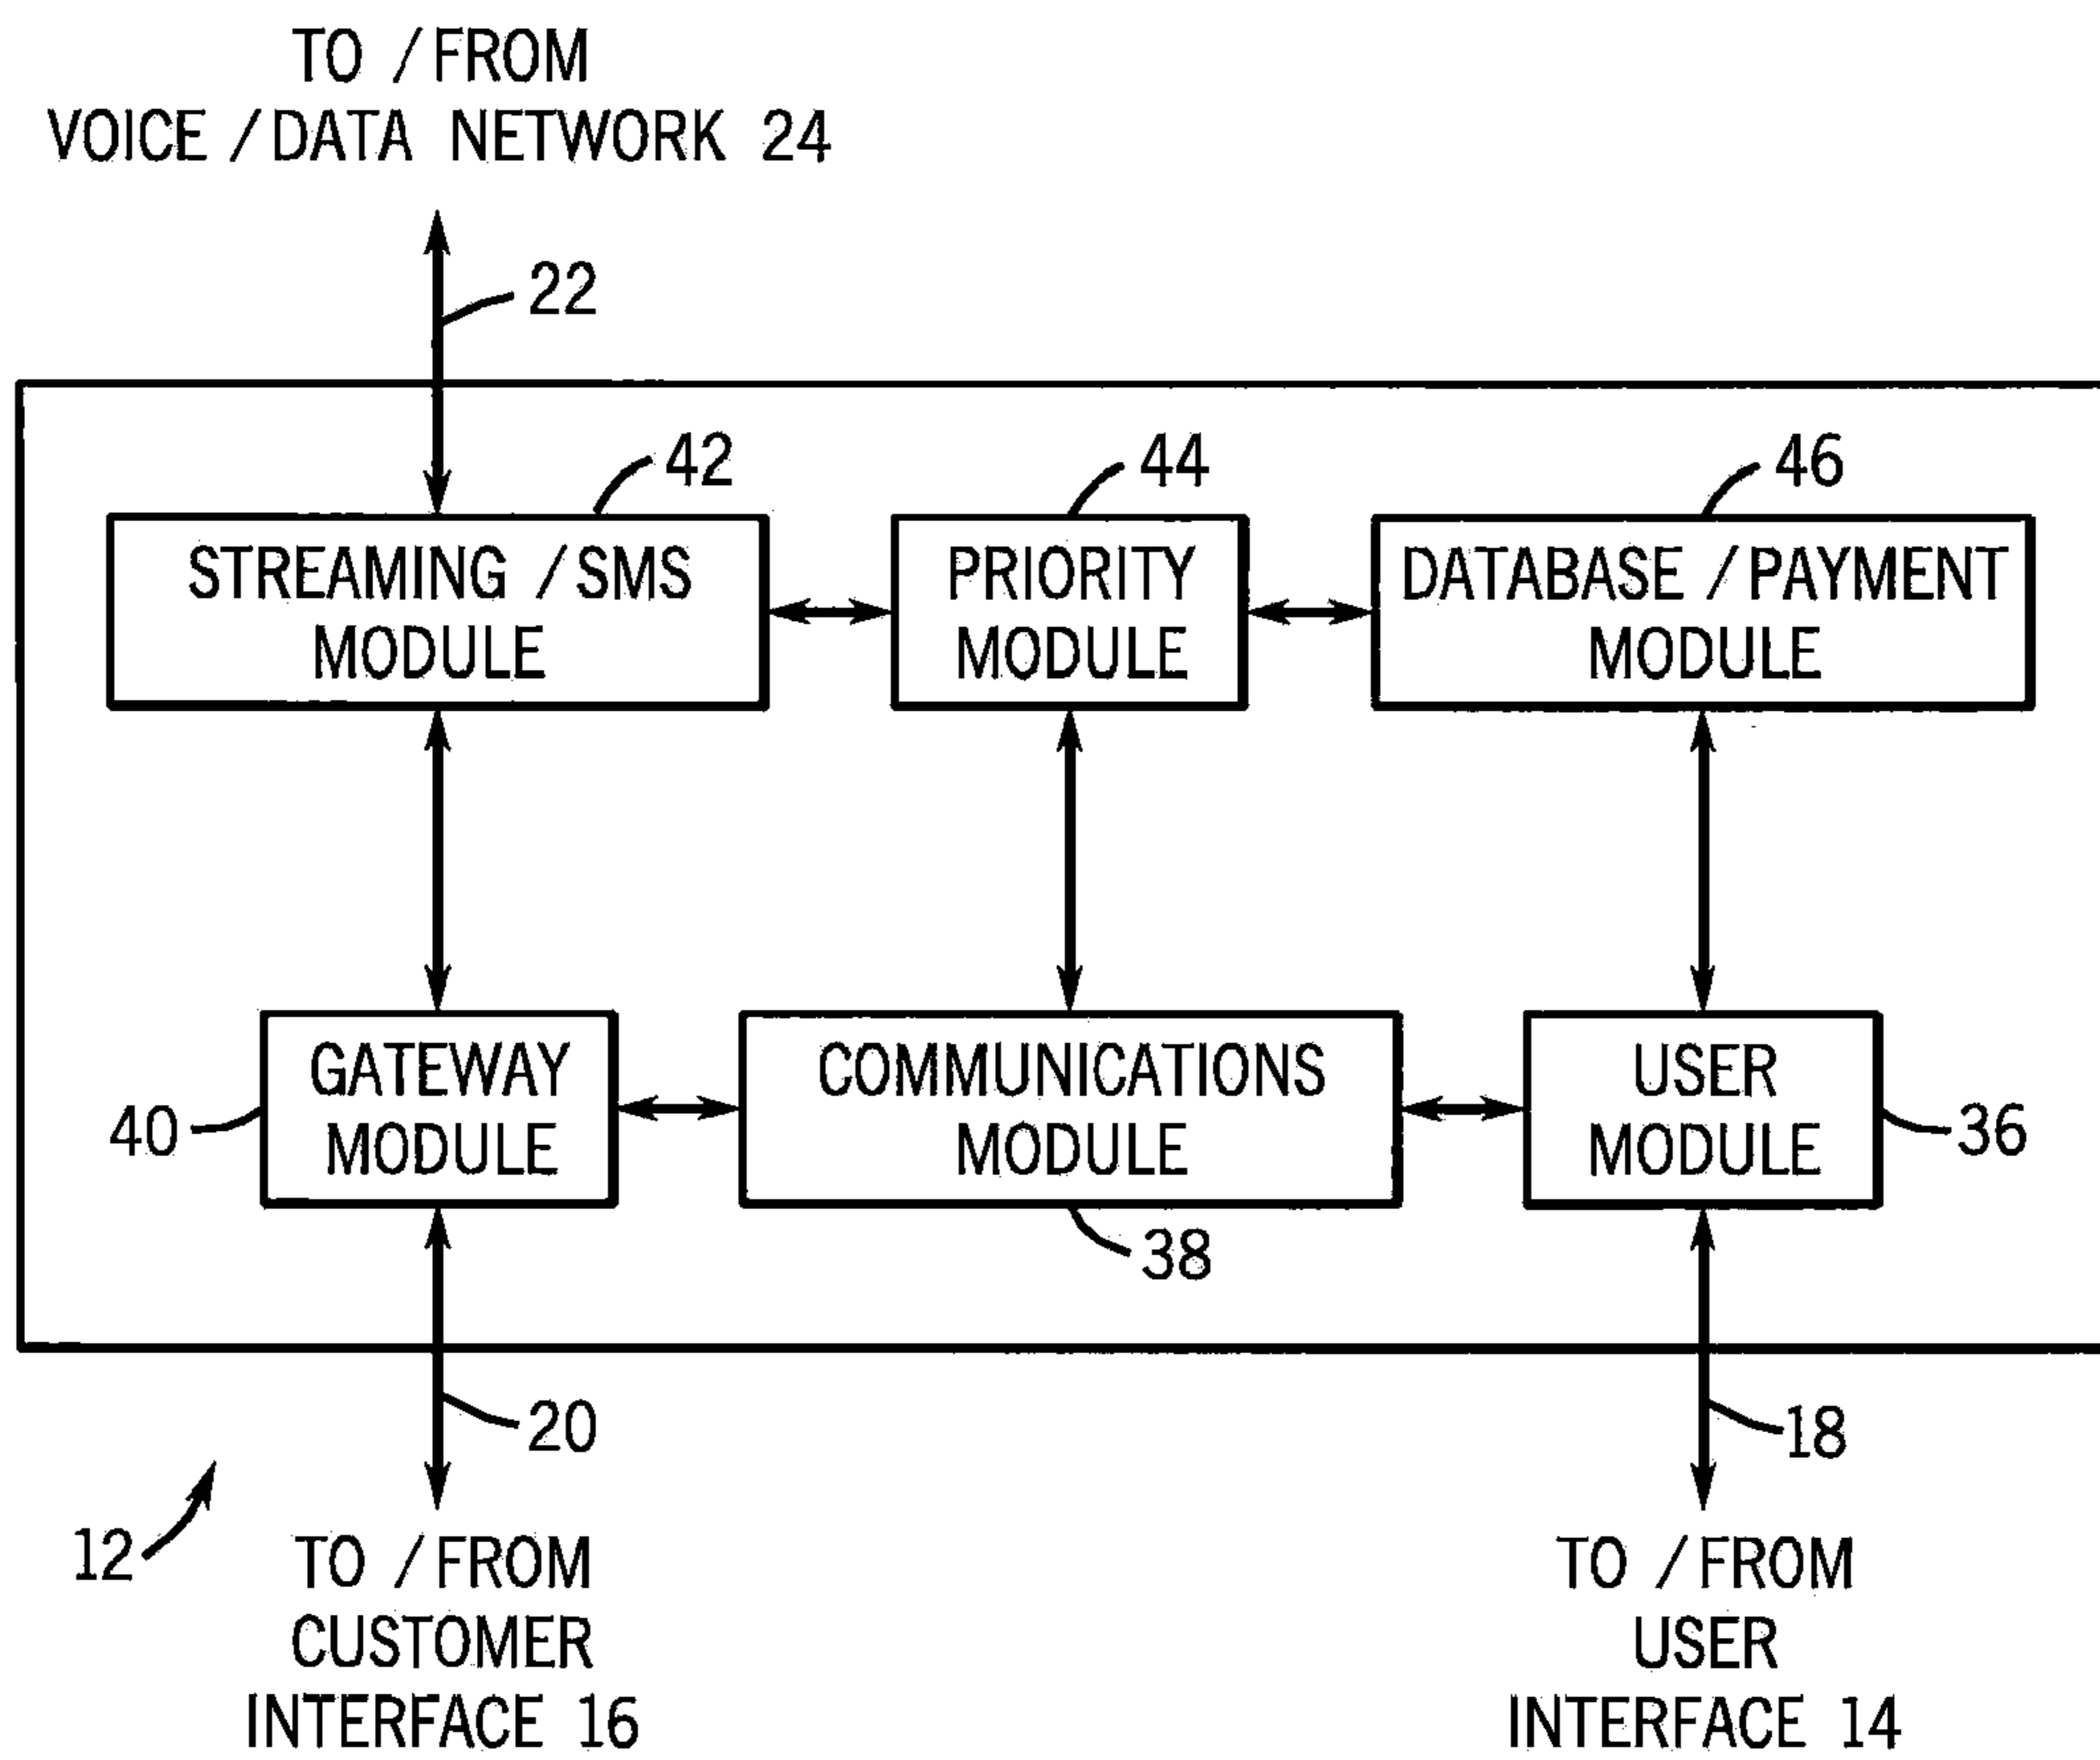 TO / FROM
VOICE / DATA NETWORK 24
22
42
44
46
STREAMING / SMS
MODULE
PRIORITY
MODULE
DATABASE / PAYMENT
MODULE
GATEWAY
MODULE
COMMUNICATIONS
MODULE
USER
MODULE
40
36
38
20
18
12
TO / FROM
CUSTOMER
INTERFACE 16
TO / FROM
USER
INTERFACE 14